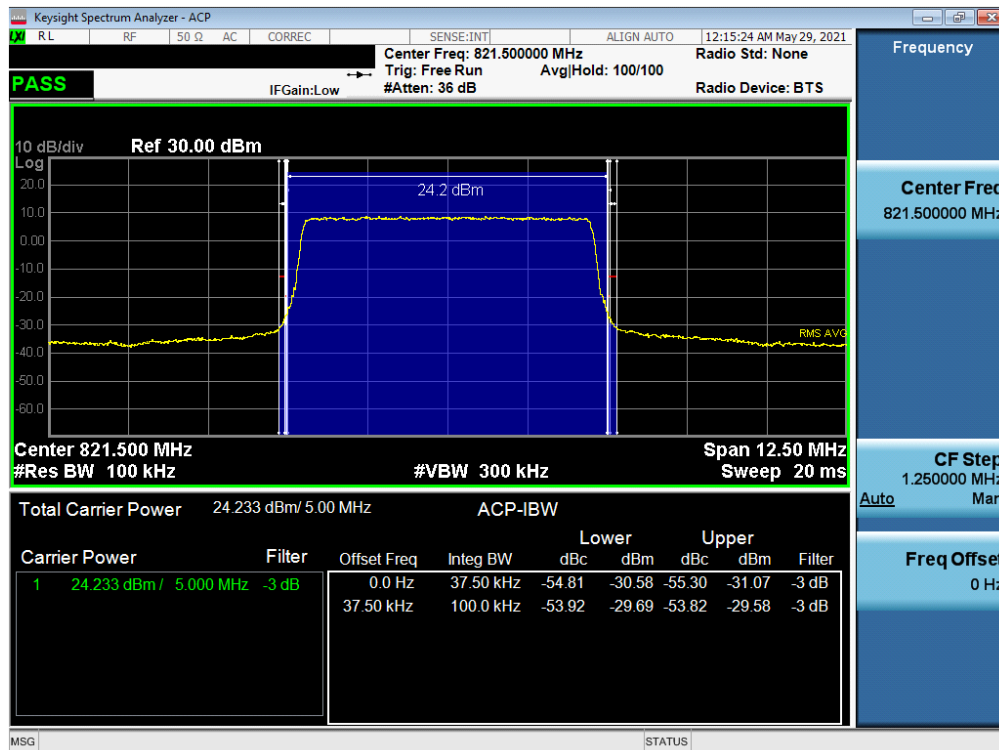 Keysight Spectrum Analyzer - ACP
LXI RL RF 50 Ω AC CORREC SENSE:INT ALIGN AUTO 12:15:24 AM May 29, 2021
Center Freq: 821.500000 MHz Radio Std: None
Trig: Free Run Avg|Hold: 100/100
PASS IFGain:Low #Atten: 36 dB Radio Device: BTS
10 dB/div Ref 30.00 dBm
Log
20.0
24.2 dBm
10.0
0.00
-10.0
-20.0
-30.0
RMS AVG
-40.0
-50.0
-60.0
Center 821.500 MHz Span 12.50 MHz
#Res BW 100 kHz #VBW 300 kHz Sweep 20 ms
Total Carrier Power 24.233 dBm/ 5.00 MHz ACP-IBW
Lower Upper
Carrier Power Filter Offset Freq Integ BW dBc dBm dBc dBm Filter
1 24.233 dBm / 5.000 MHz -3 dB 0.0 Hz 37.50 kHz -54.81 -30.58 -55.30 -31.07 -3 dB
37.50 kHz 100.0 kHz -53.92 -29.69 -53.82 -29.58 -3 dB
MSG STATUS
Frequency
Center Freq
821.500000 MHz
CF Step
1.250000 MHz
Auto Man
Freq Offset
0 Hz